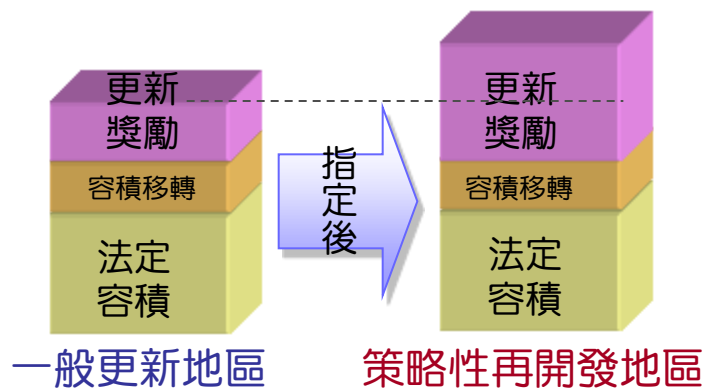 更新
獎勵
容積移轉
法定
容積
一般更新地區
指定後
更新
獎勵
容積移轉
法定
容積
策略性再開發地區